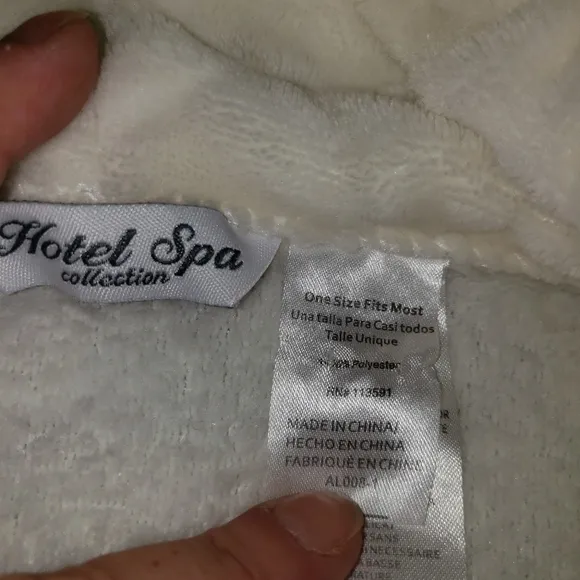 Hotel Spa
collection
One Size Fits Most
Una talla Para Casi todos
Talle Unique
Polyester
RN# 113591
MADE IN CHINA/
HECHO EN CHINA
FABRIQUÉ EN CHINE
AL008-1
NECESSAIRE